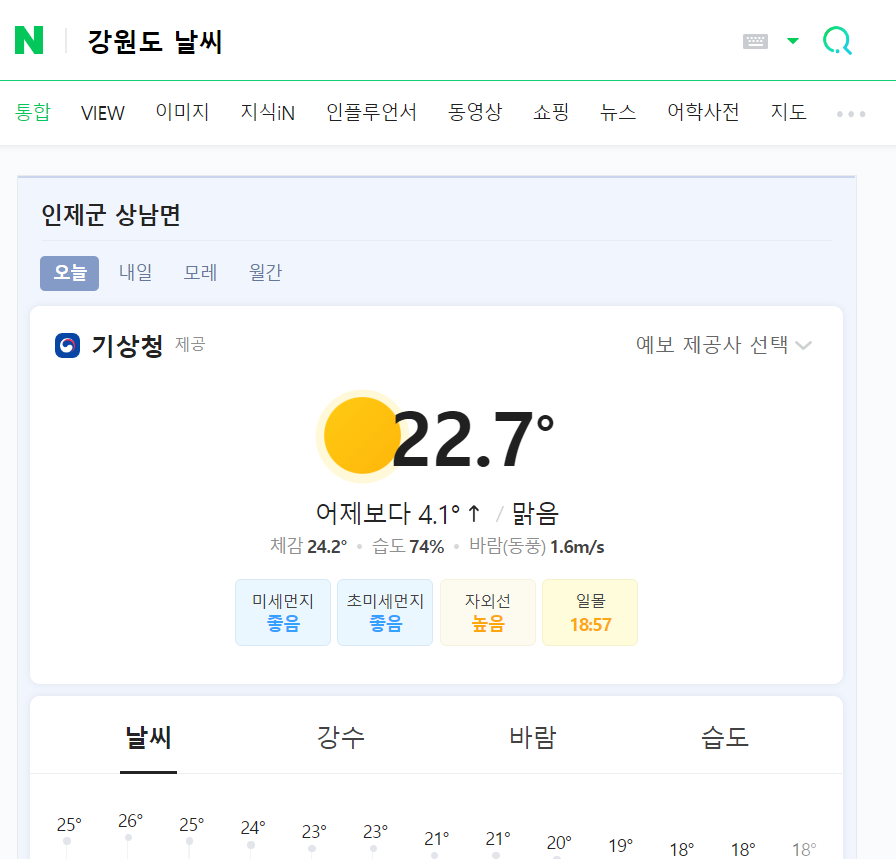 N 강원도 날씨
통합 VIEW 이미지 지식iN 인플루언서 동영상 쇼핑 뉴스 어학사전 지도
인제군 상남면
오늘 내일 모레 월간
기상청 제공 예보 제공사 선택
22.7°
어제보다 4.1° ↑ / 맑음
체감 24.2° • 습도 74% • 바람(동풍) 1.6m/s
미세먼지 초미세먼지 자외선 일몰
좋음 좋음 높음 18:57
날씨 강수 바람 습도
25° 26° 25° 24° 23° 23° 21° 21° 20° 19° 18° 18° 18°